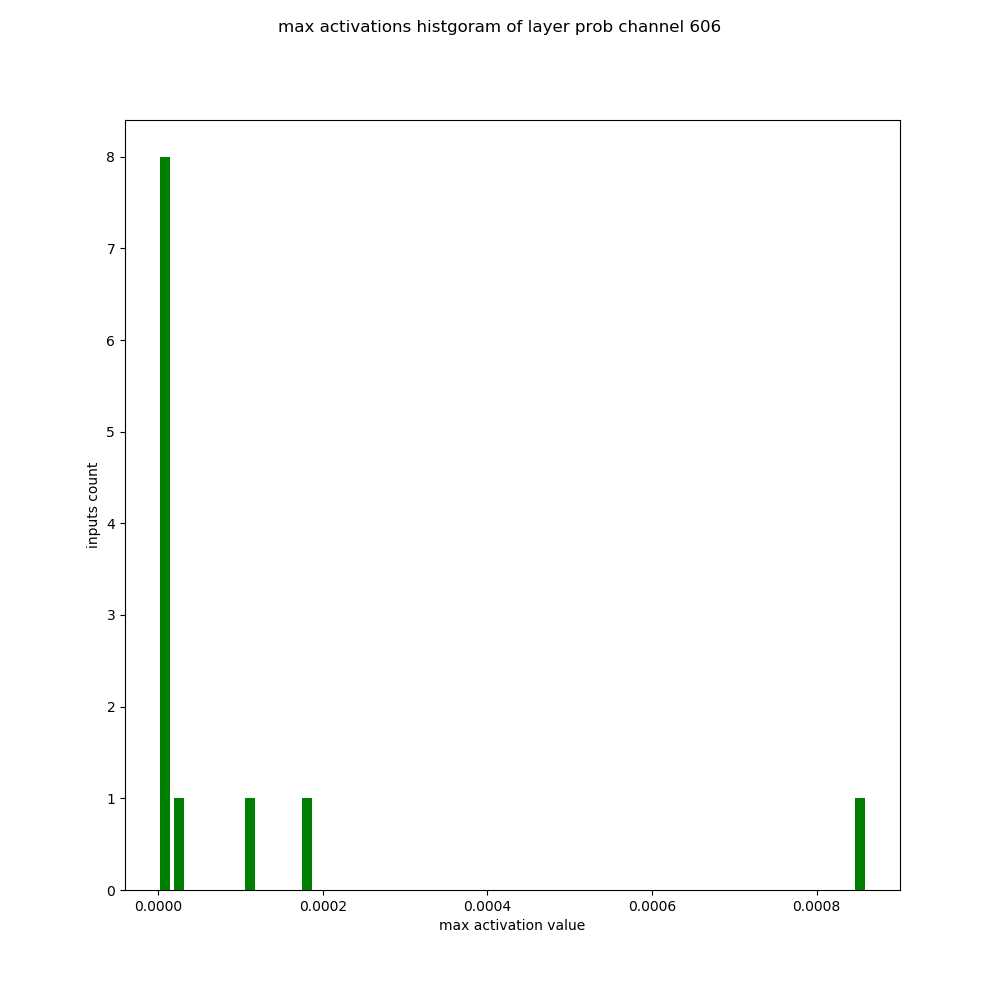 max activations histgoram of layer prob channel 606
8
7
6
5
4
3
2
1
0
inputs count
0.0000 0.0002 0.0004 0.0006 0.0008
max activation value